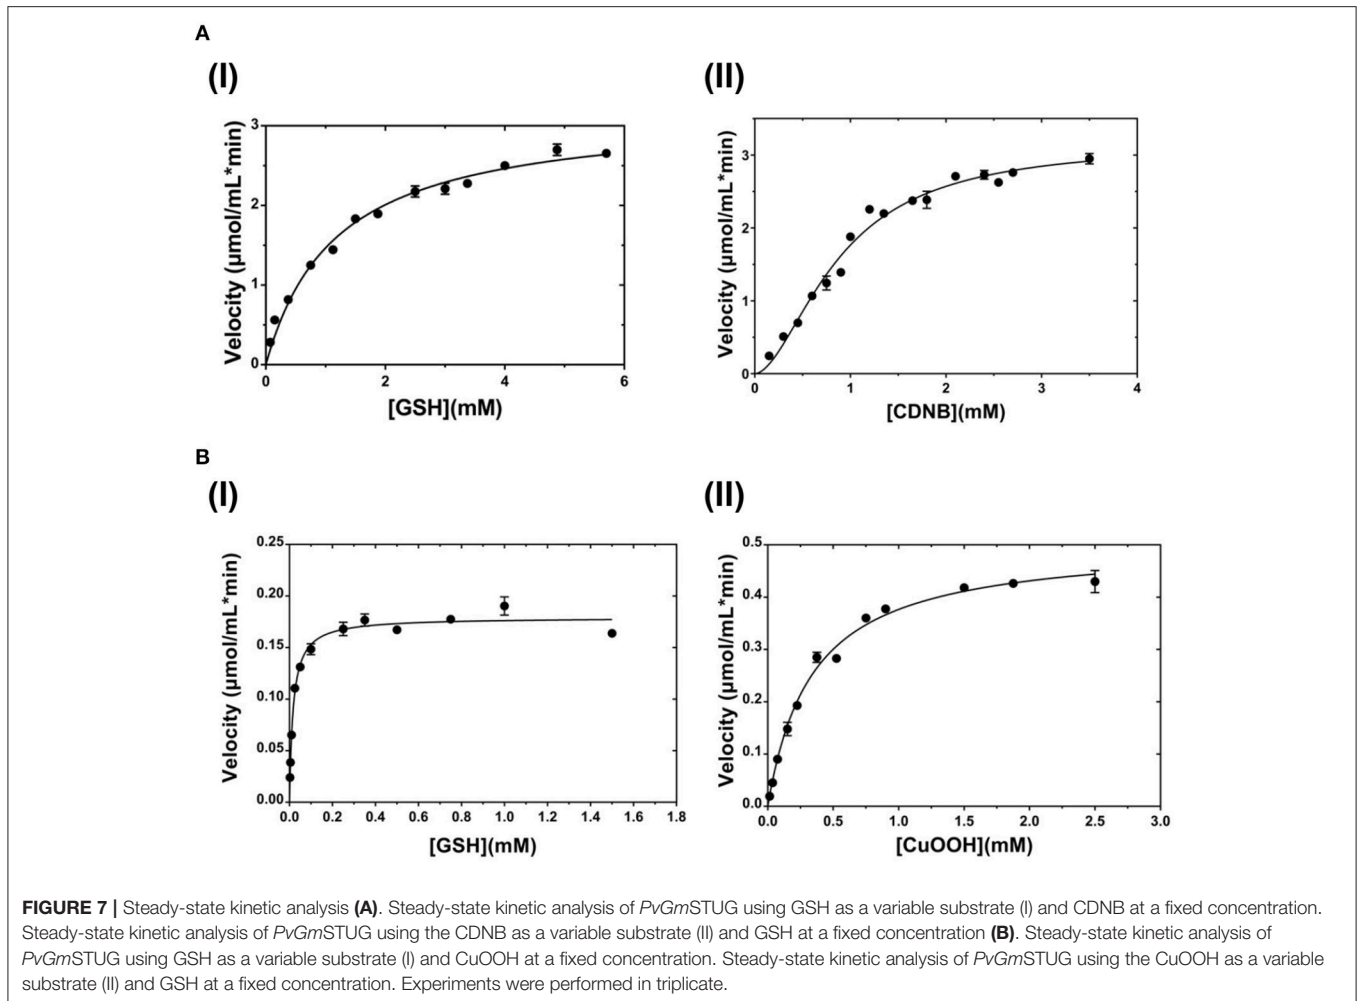 A
(I)
(II)
3
2
1
0
Velocity (µmol/mL*min)
0 2 4 6
[GSH](mM)
3
2
1
0
Velocity (µmol/mL*min)
0 1 2 3 4
[CDNB](mM)
B
(I)
(II)
0.25
0.20
0.15
0.10
0.05
0.00
Velocity (µmol/mL*min)
0.0 0.2 0.4 0.6 0.8 1.0 1.2 1.4 1.6 1.8
[GSH](mM)
0.5
0.4
0.3
0.2
0.1
0.0
Velocity (µmol/mL*min)
0.0 0.5 1.0 1.5 2.0 2.5 3.0
[CuOOH](mM)
FIGURE 7 | Steady-state kinetic analysis (A). Steady-state kinetic analysis of PvGmSTUG using GSH as a variable substrate (I) and CDNB at a fixed concentration.
Steady-state kinetic analysis of PvGmSTUG using the CDNB as a variable substrate (II) and GSH at a fixed concentration (B). Steady-state kinetic analysis of
PvGmSTUG using GSH as a variable substrate (I) and CuOOH at a fixed concentration. Steady-state kinetic analysis of PvGmSTUG using the CuOOH as a variable
substrate (II) and GSH at a fixed concentration. Experiments were performed in triplicate.